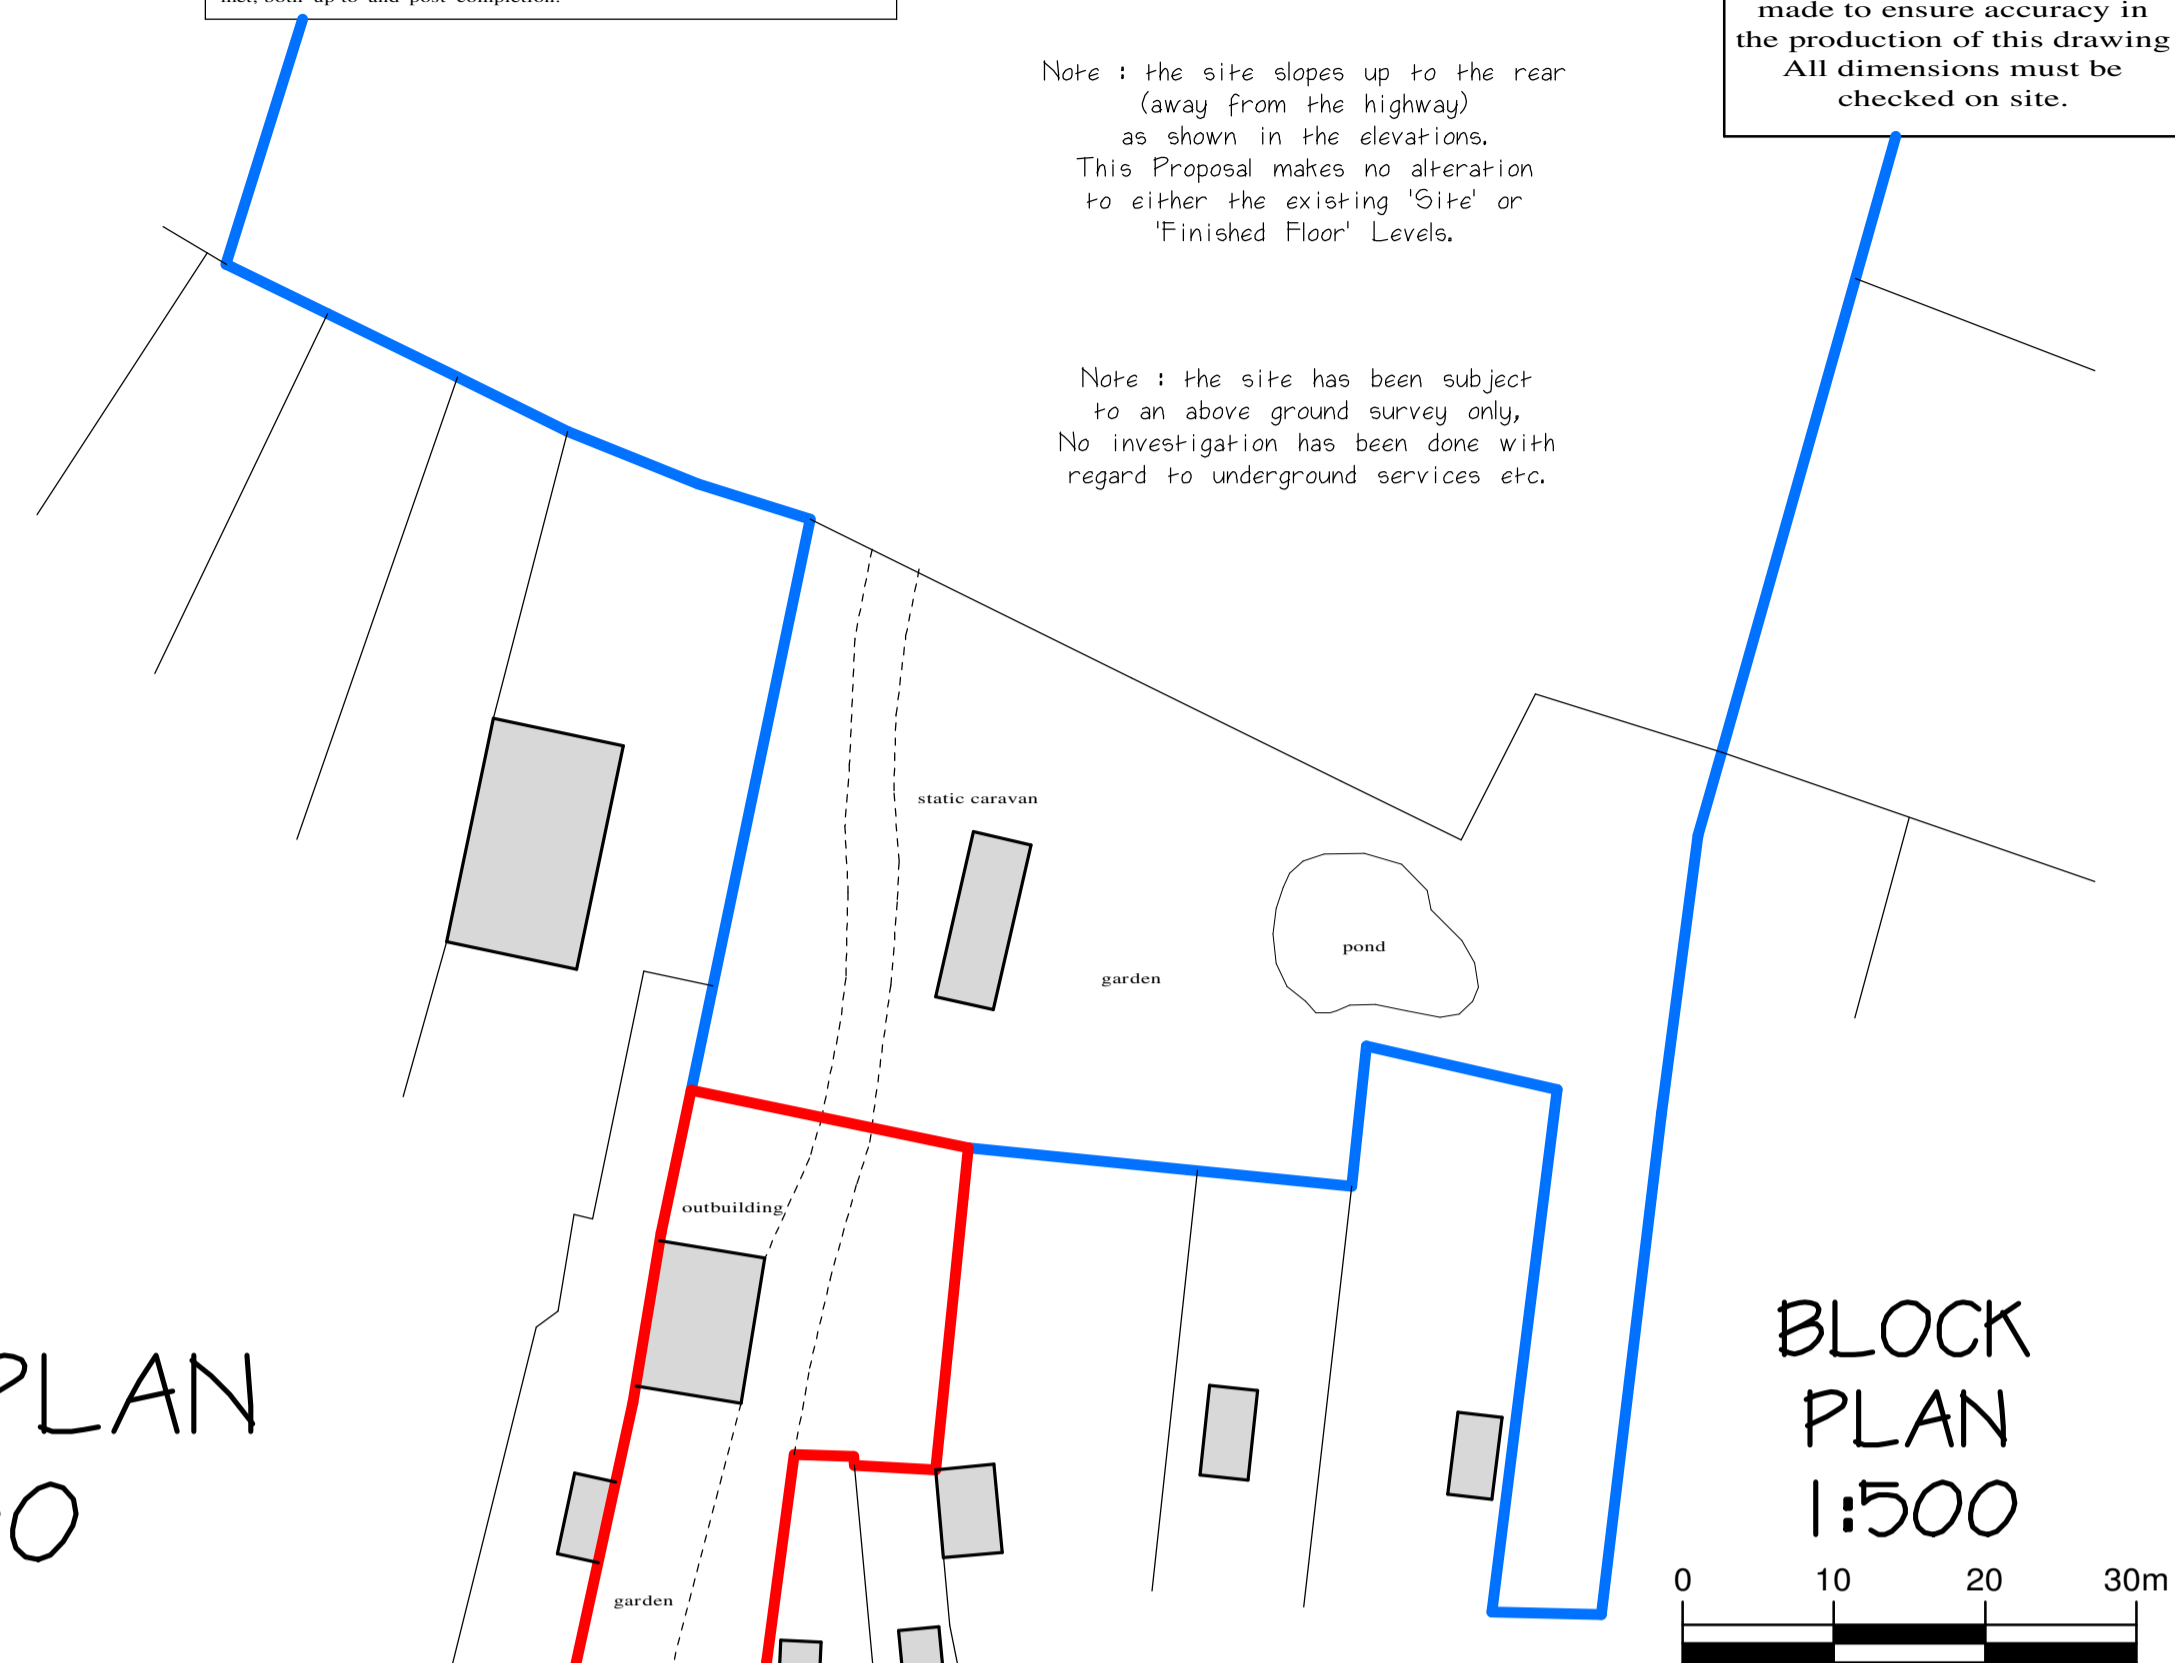 made to ensure accuracy in
the production of this drawing
All dimensions must be
checked on site.
Note : the site slopes up to the rear
(away from the highway)
as shown in the elevations.
This Proposal makes no alteration
to either the existing 'Site' or
'Finished Floor' Levels.
Note : the site has been subject
to an above ground survey only,
No investigation has been done with
regard to underground services etc.
static caravan
pond
garden
outbuilding
PLAN
BLOCK
PLAN
1:500
0 10 20 30m
garden